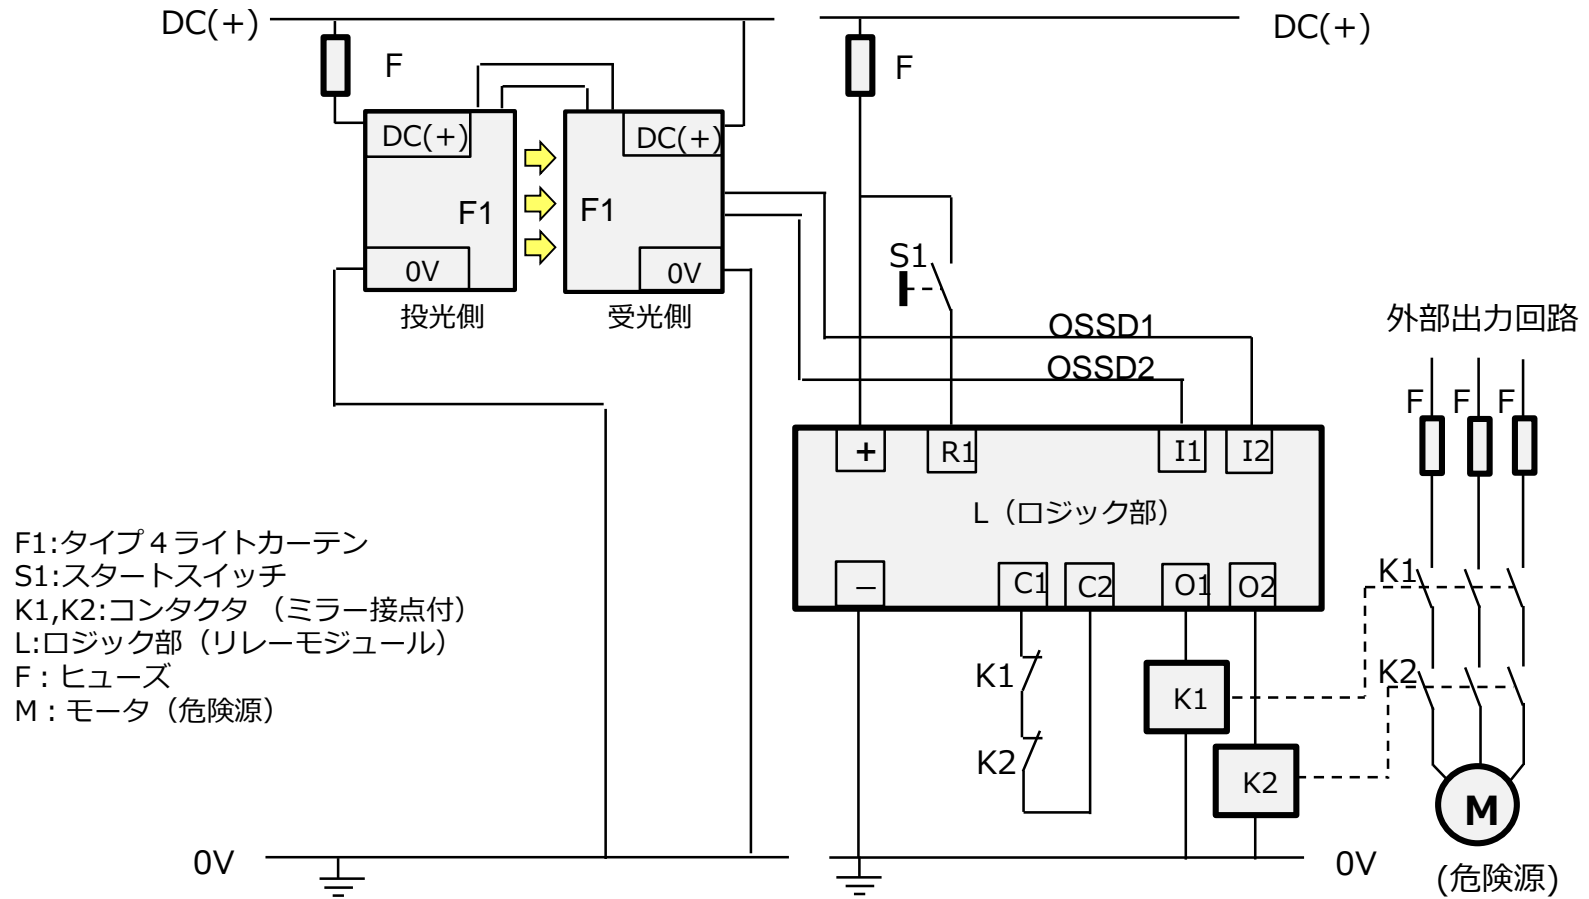 DC(+)
DC(+)
F
F
DC(+)
DC(+)
F1
F1
S1
0V
0V
投光側
受光側
OSSD1
外部出力回路
OSSD2
F
F
F
+
R1
I1
I2
L（ロジック部）
F1:タイプ４ライトカーテン
S1:スタートスイッチ
K1,K2:コンタクタ （ミラー接点付）
L:ロジック部（リレーモジュール）
F：ヒューズ
M：モータ（危険源）
−
C1
C2
O1
O2
K1
K1
K2
K1
K2
K2
M
0V
0V
(危険源)